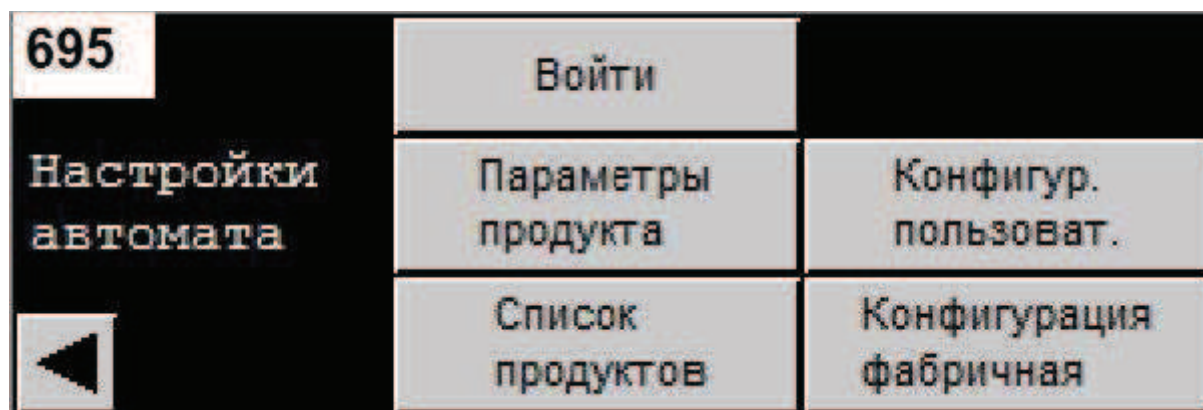 695
Войти
Настройки
автомата
Параметры
продукта
Конфигур.
пользоват.
Список
продуктов
Конфигурация
фабричная